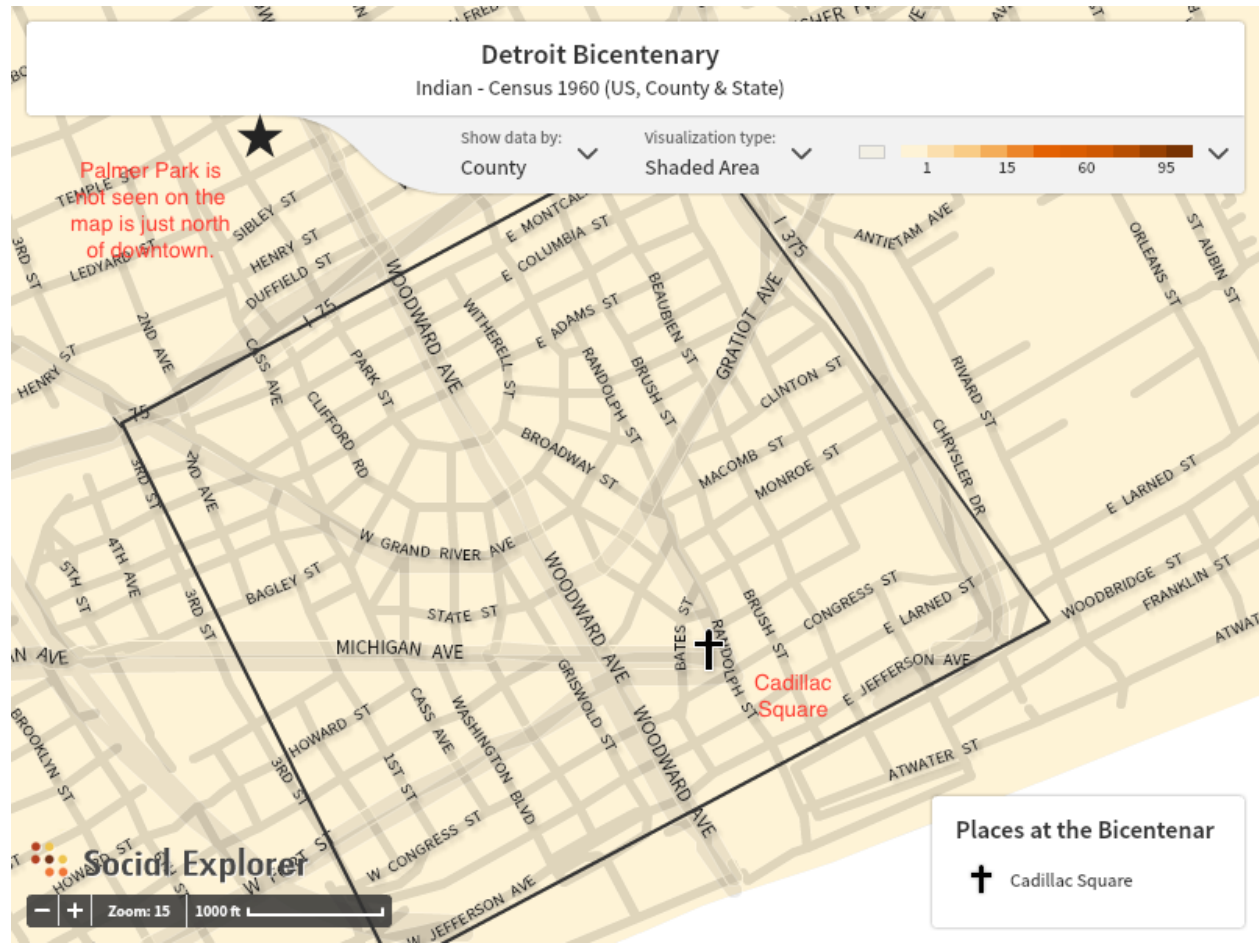 ALFRED
Detroit Bicentenary
Indian - Census 1960 (US, County & State)
Show data by:
County
Visualization type:
Shaded Area
1
15
60
95
Palmer Park is
not seen on the
map is just north
of downtown.
TEMPLE ST
LEDYARD ST
3RD ST
SIBLEY ST
HENRY ST
DUFFIELD ST
I 75
2ND AVE
HENRY ST
I 75
CASS AVE
PARK ST
CLIFFORD RD
WOODWARD AVE
WITHERELL ST
E COLUMBIA ST
E ADAMS ST
BEAUBIEN ST
RANDOLPH ST
BRUSH ST
GRATIOT AVE
I 375
ANTIETAM AVE
ORLEANS ST
ST AUBIN ST
CLINTON ST
RIVARD ST
BROADWAY ST
MACOMB ST
MONROE ST
CHRYSLER DR
E LARNED ST
3RD ST
2ND AVE
W GRAND RIVER AVE
4TH AVE
5TH ST
BAGLEY ST
3RD ST
STATE ST
WOODWARD AVE
BATES ST
RANDOLPH ST
BRUSH ST
CONGRESS ST
E LARNED ST
WOODBRIDGE ST
FRANKLIN ST
AN AVE
MICHIGAN AVE
E JEFFERSON AVE
Cadillac
Square
GRISWOLD ST
CASS AVE
WASHINGTON BLVD
HOWARD ST
BROOKLYN ST
1ST ST
3RD ST
WOODWARD AVE
ATWATER ST
W CONGRESS ST
W JEFFERSON AVE
Social Explorer
Zoom: 15
1000 ft
Places at the Bicentenar
Cadillac Square